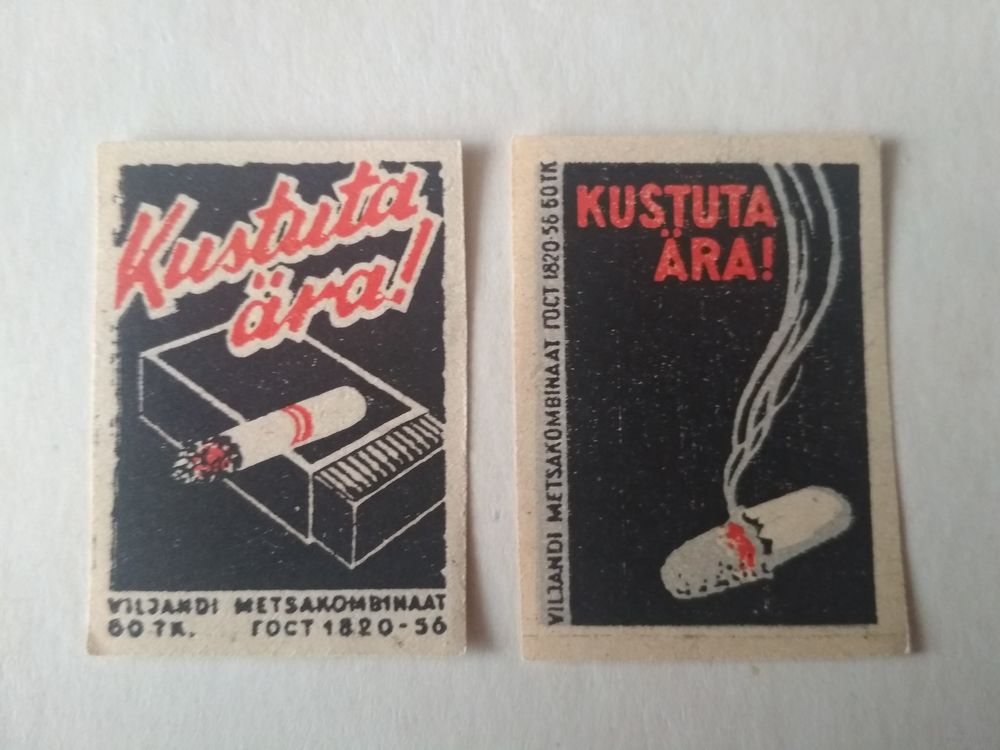 Kustuta
ära!
VILJANDI METSAKOMBINAAT
60 TK. ГОСТ 1820-56
KUSTUTA
ÄRA!
VILJANDI METSAKOMBINAAT ГОСТ 1820-56 60 TK